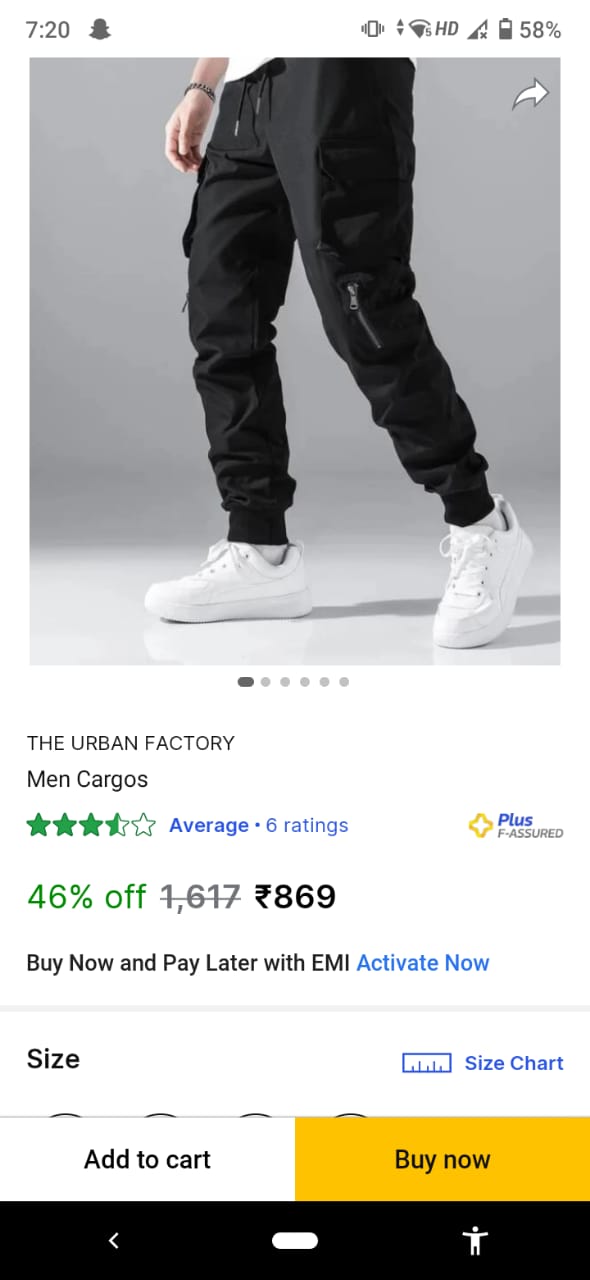 7:20 5 HD 58%
THE URBAN FACTORY
Men Cargos
Average • 6 ratings
Plus
F-ASSURED
46% off 1,617 ₹869
Buy Now and Pay Later with EMI Activate Now
Size
Size Chart
Add to cart
Buy now